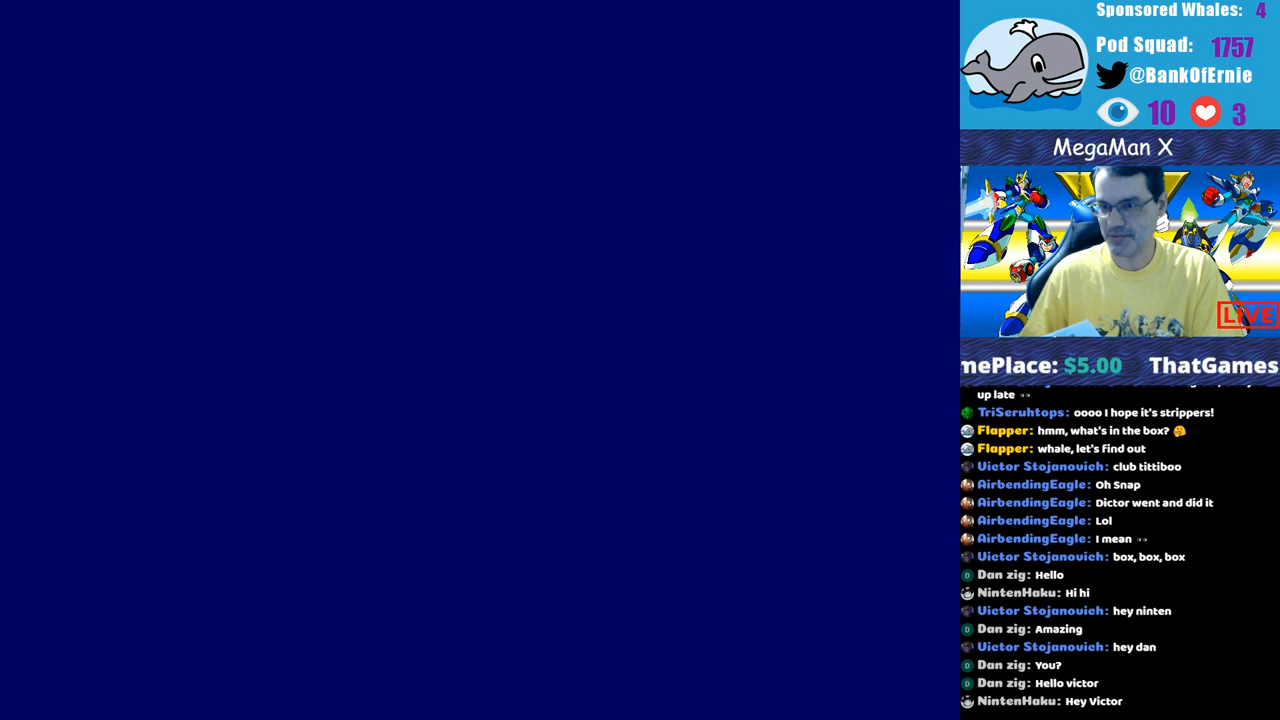 Sponsored Whales: 4
Pod Squad: 1757
@BankOfErnie
10 3
MegaMan X
LIVE
mePlace: $5.00 ThatGames
up late
TriSeruhtops: oooo I hope it's strippers!
Flapper: hmm, what's in the box? 🤔
Flapper: whale, let's find out
Victor Stojanovich: club tittiboo
AirbendingEagle: Oh Snap
AirbendingEagle: Dictor went and did it
AirbendingEagle: Lol
AirbendingEagle: I mean 👀
Victor Stojanovich: box, box, box
D Dan zig: Hello
NintenHaku: Hi hi
Victor Stojanovich: hey ninten
D Dan zig: Amazing
Victor Stojanovich: hey dan
D Dan zig: You?
D Dan zig: Hello victor
NintenHaku: Hey Victor